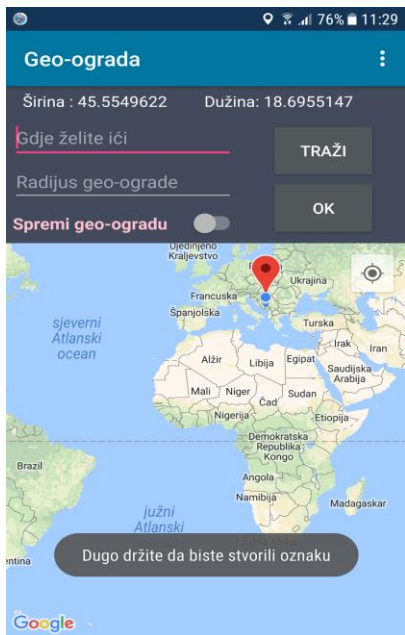 76% 11:29
Geo-ograda
Širina : 45.5549622 Dužina: 18.6955147
Gdje želite ići
TRAŽI
Radijus geo-ograde
OK
Spremi geo-ogradu
Ujedinjeno
Kraljevstvo
Ukrajina
Francuska
Španjolska
Turska
sjeverni
Atlanski
ocean
Irak
Iran
Alžir
Libija
Egipat
Saudijska
Arabija
Mali
Niger
Čad
Sudan
Nigerija
Etiopija
Demokratska
Republika
Kongo
Brazil
Angola
Namibija
Madagaskar
južni
Atlanski
Dugo držite da biste stvorili oznaku
entina
Google